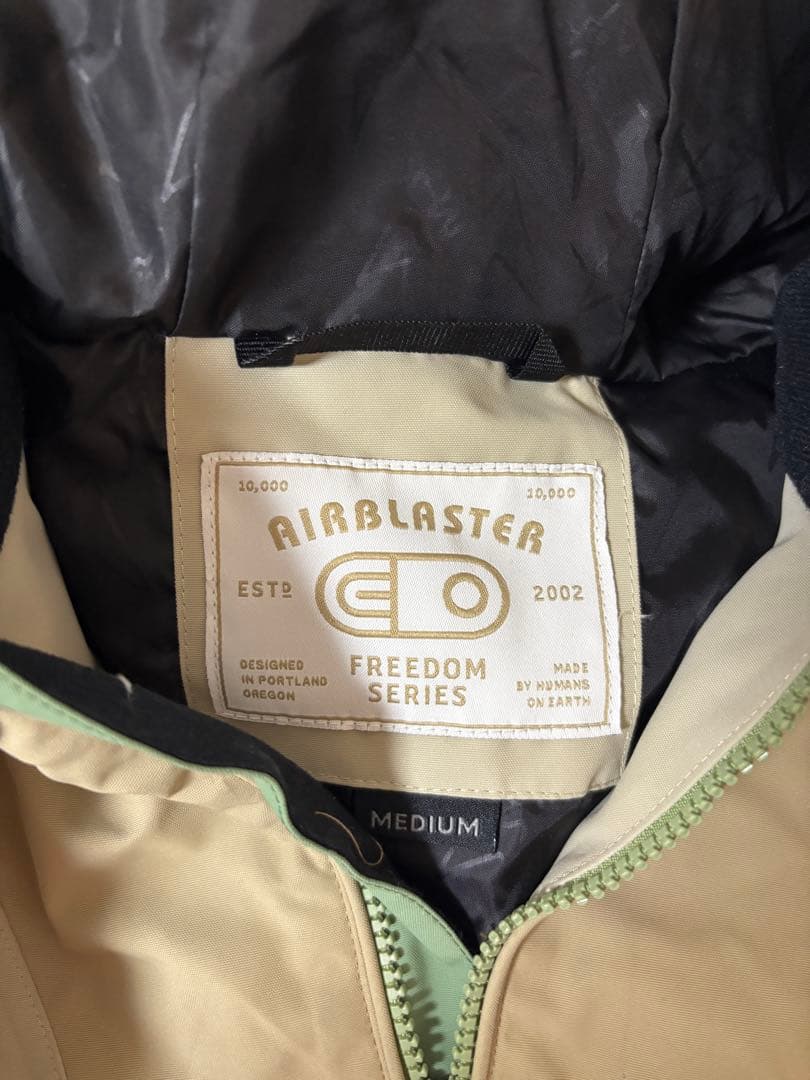 10,000 10,000
AIRBLASTER
ESTD 2002
DESIGNED
IN PORTLAND
OREGON
FREEDOM
SERIES
MADE
BY HUMANS
ON EARTH
MEDIUM